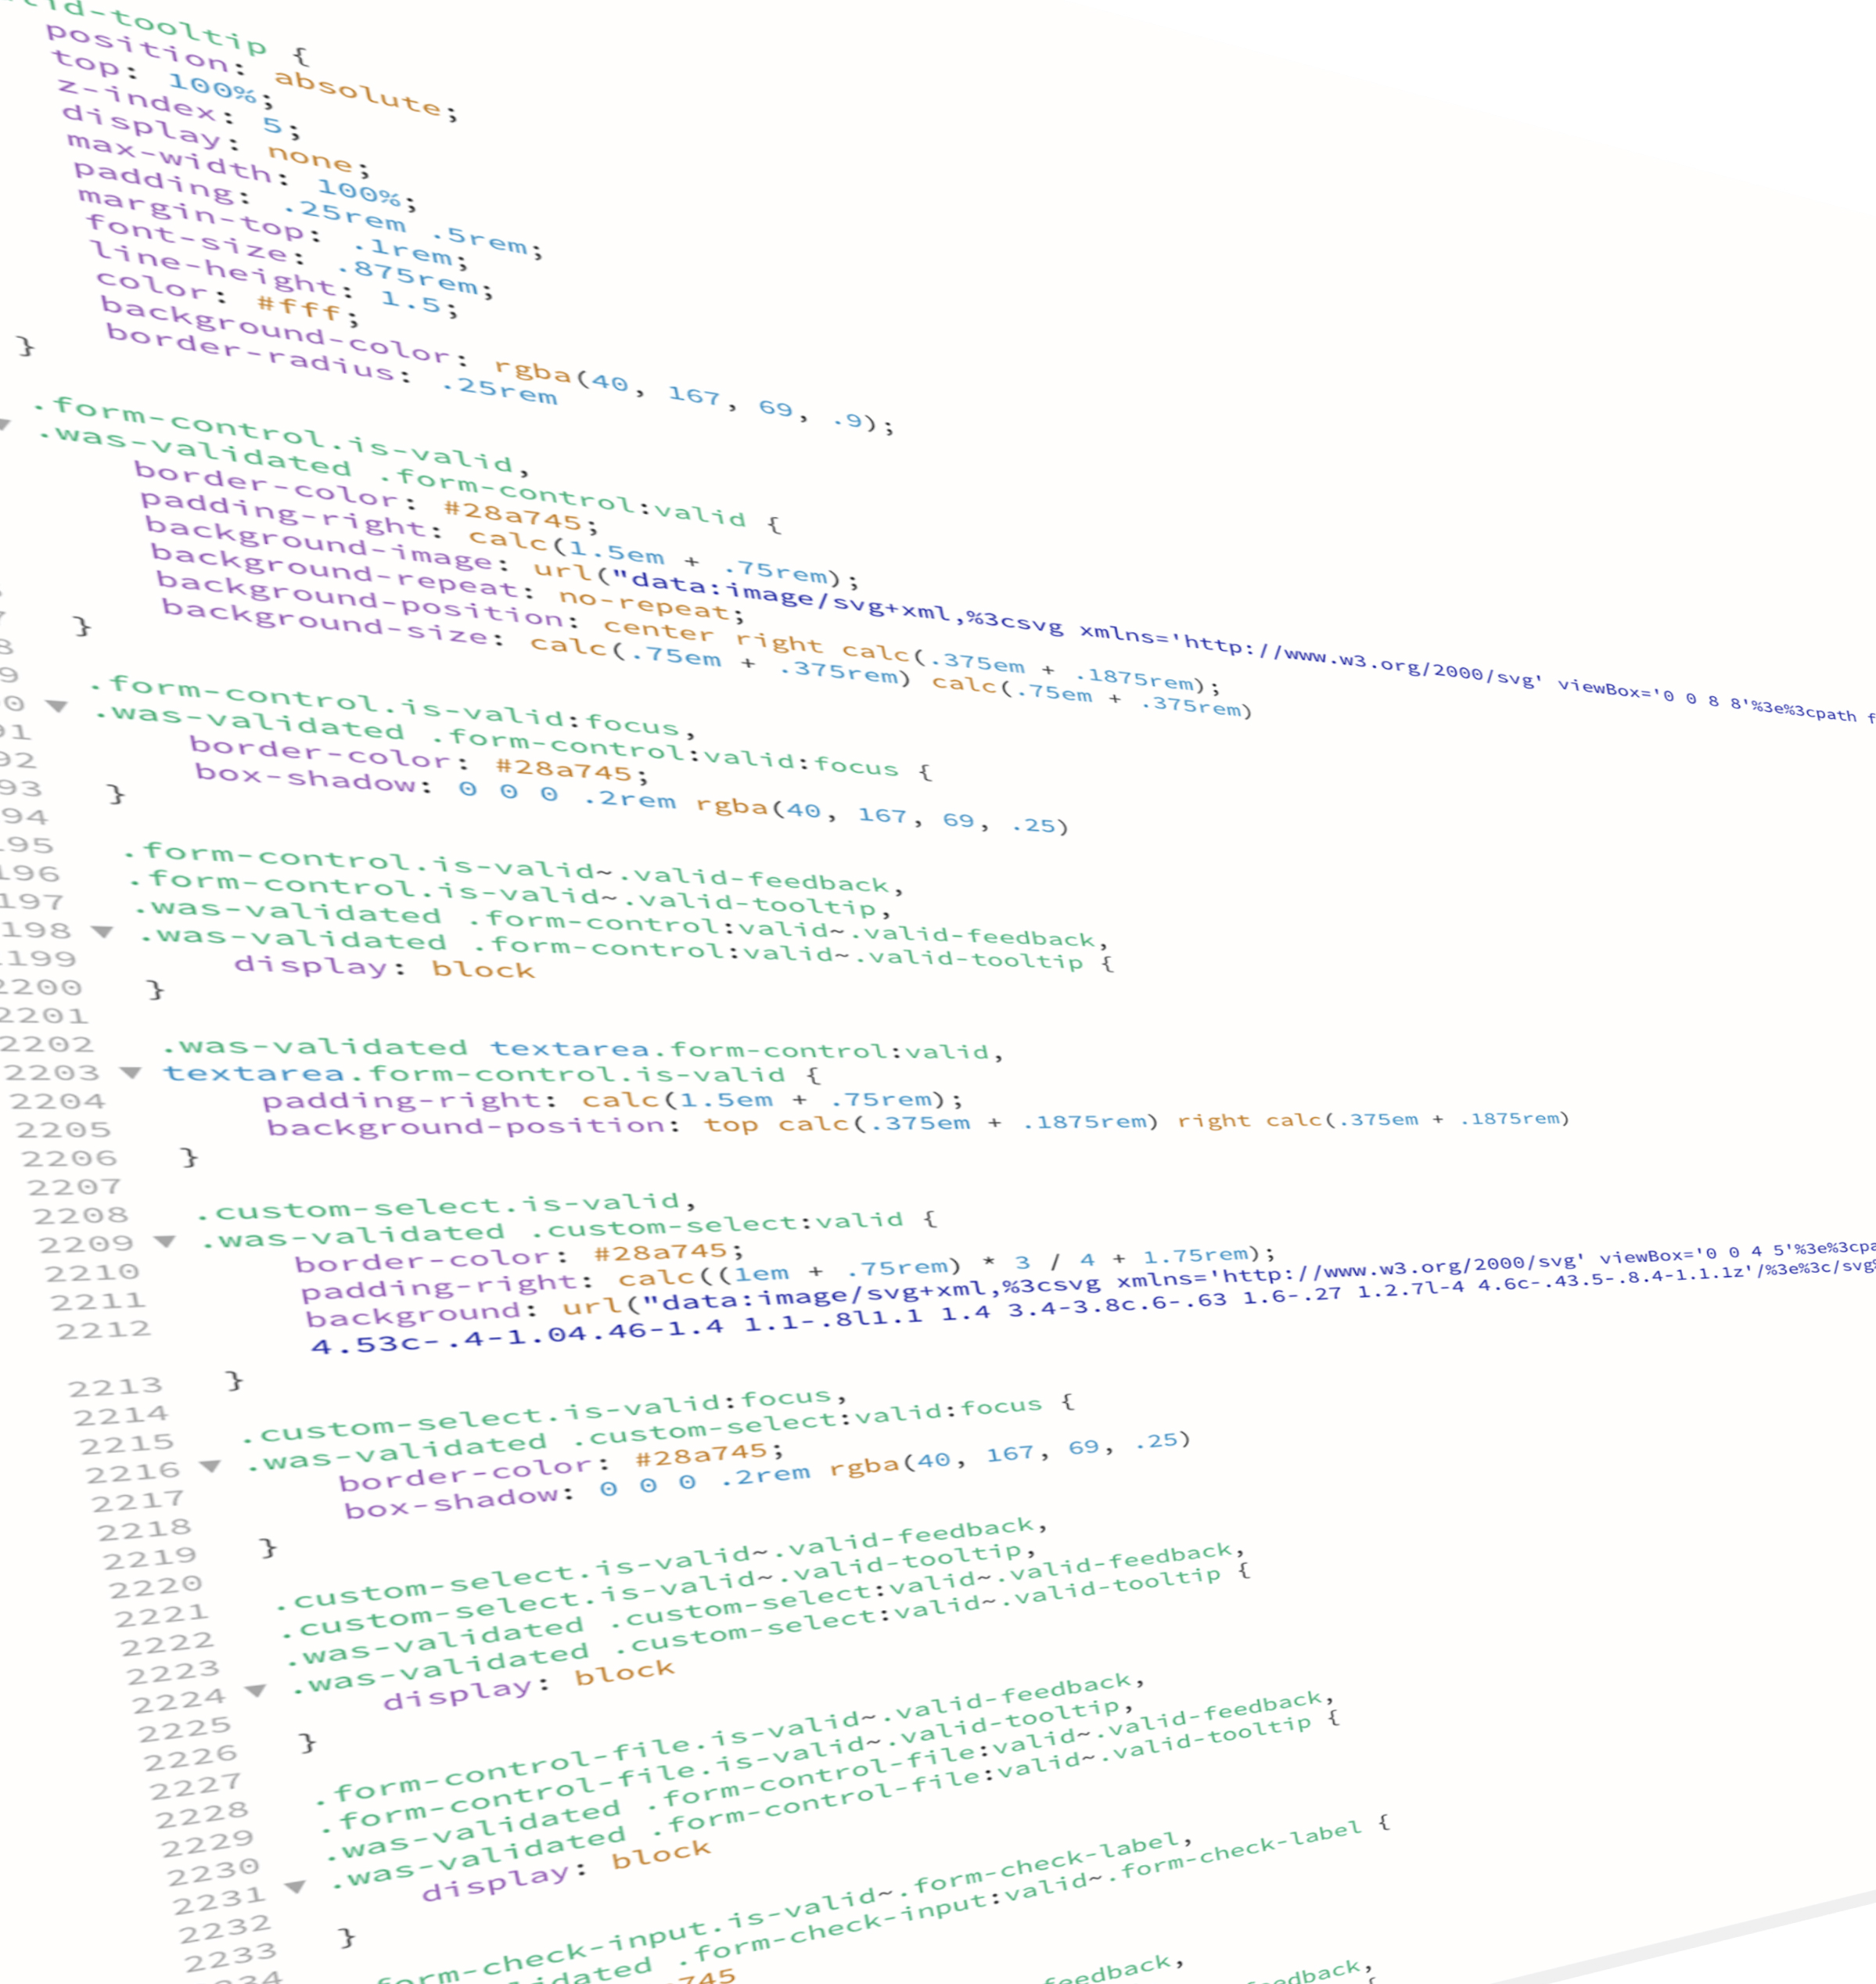 id-tooltip {
position: absolute;
top: 100%;
z-index: 5;
display: none;
max-width: 100%;
padding: .25rem .5rem;
margin-top: .1rem;
font-size: .875rem;
line-height: 1.5;
color: #fff;
background-color: rgba(40, 167, 69, .9);
border-radius: .25rem
}
.form-control.is-valid,
.was-validated .form-control:valid {
border-color: #28a745;
padding-right: calc(1.5em + .75rem);
background-image: url("data:image/svg+xml,%3csvg xmlns='http://www.w3.org/2000/svg' viewBox='0 0 8 8'%3e%3cpath f
background-repeat: no-repeat;
background-position: center right calc(.375em + .1875rem);
background-size: calc(.75em + .375rem) calc(.75em + .375rem)
}
.form-control.is-valid:focus,
.was-validated .form-control:valid:focus {
border-color: #28a745;
box-shadow: 0 0 0 .2rem rgba(40, 167, 69, .25)
93 }
94
195 .form-control.is-valid~.valid-feedback,
196 .form-control.is-valid~.valid-tooltip,
197 .was-validated .form-control:valid~.valid-feedback,
198 .was-validated .form-control:valid~.valid-tooltip {
199 display: block
2200 }
2201
2202 .was-validated textarea.form-control:valid,
2203 textarea.form-control.is-valid {
2204 padding-right: calc(1.5em + .75rem);
2205 background-position: top calc(.375em + .1875rem) right calc(.375em + .1875rem)
2206 }
2207
2208 .custom-select.is-valid,
2209 .was-validated .custom-select:valid {
2210 border-color: #28a745;
2211 padding-right: calc((1em + .75rem) * 3 / 4 + 1.75rem);
2212 background: url("data:image/svg+xml,%3csvg xmlns='http://www.w3.org/2000/svg' viewBox='0 0 4 5'%3e%3cpa
4.53c-.4-1.04.46-1.4 1.1-.8l1.1 1.4 3.4-3.8c.6-.63 1.6-.27 1.2.7l-4 4.6c-.43.5-.8.4-1.1.1z'/%3e%3c/svg%
2213 }
2214
2215 .custom-select.is-valid:focus,
2216 .was-validated .custom-select:valid:focus {
2217 border-color: #28a745;
2218 box-shadow: 0 0 0 .2rem rgba(40, 167, 69, .25)
2219 }
2220
2221 .custom-select.is-valid~.valid-feedback,
2222 .custom-select.is-valid~.valid-tooltip,
2223 .was-validated .custom-select:valid~.valid-feedback,
2224 .was-validated .custom-select:valid~.valid-tooltip {
2225 display: block
2226 }
2227
2228 .form-control-file.is-valid~.valid-feedback,
2229 .form-control-file.is-valid~.valid-tooltip,
2230 .was-validated .form-control-file:valid~.valid-feedback,
2231 .was-validated .form-control-file:valid~.valid-tooltip {
2232 display: block
2233 }
234
orm-check-input.is-valid~.form-check-label,
idated .form-check-input:valid~.form-check-label {
745
eedback,
edback,
{